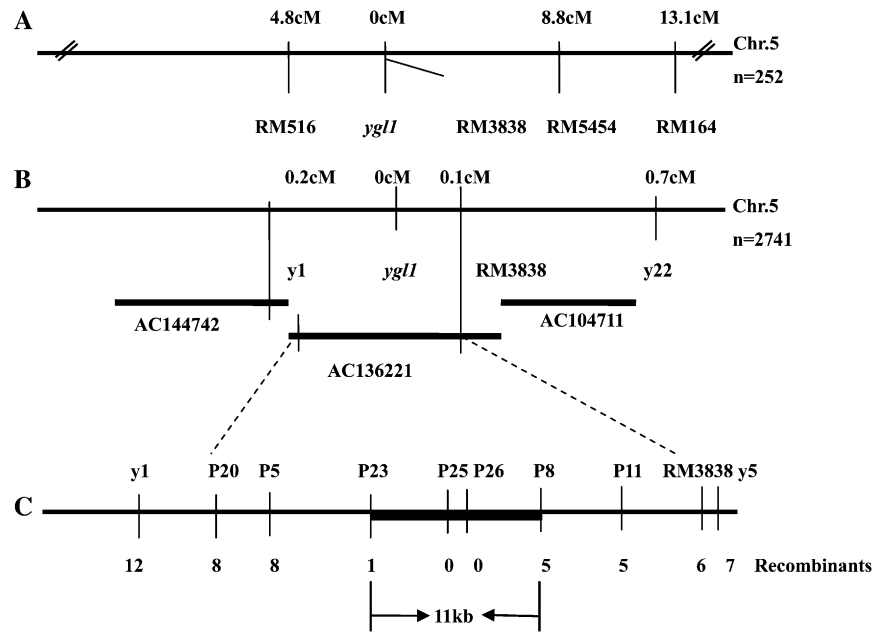 A
4.8cM 0cM 8.8cM 13.1cM
Chr.5
n=252
RM516 ygl1 RM3838 RM5454 RM164
B
0.2cM 0cM 0.1cM 0.7cM
Chr.5
n=2741
y1 ygl1 RM3838 y22
AC144742 AC104711
AC136221
y1 P20 P5 P23 P25 P26 P8 P11 RM3838 y5
C
12 8 8 1 0 0 5 5 6 7 Recombinants
11kb